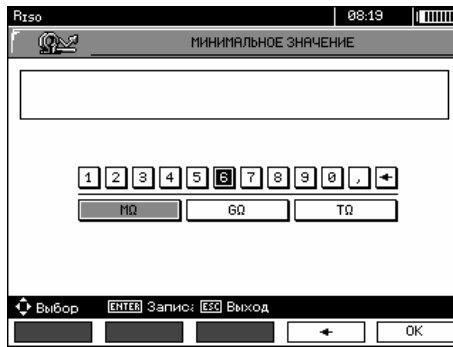 RISO 08:19
МИНИМАЛЬНОЕ ЗНАЧЕНИЕ
1 2 3 4 5 6 7 8 9 0 ,
MΩ GΩ TΩ
Выбор ENTER Запись ESC Выход
OK